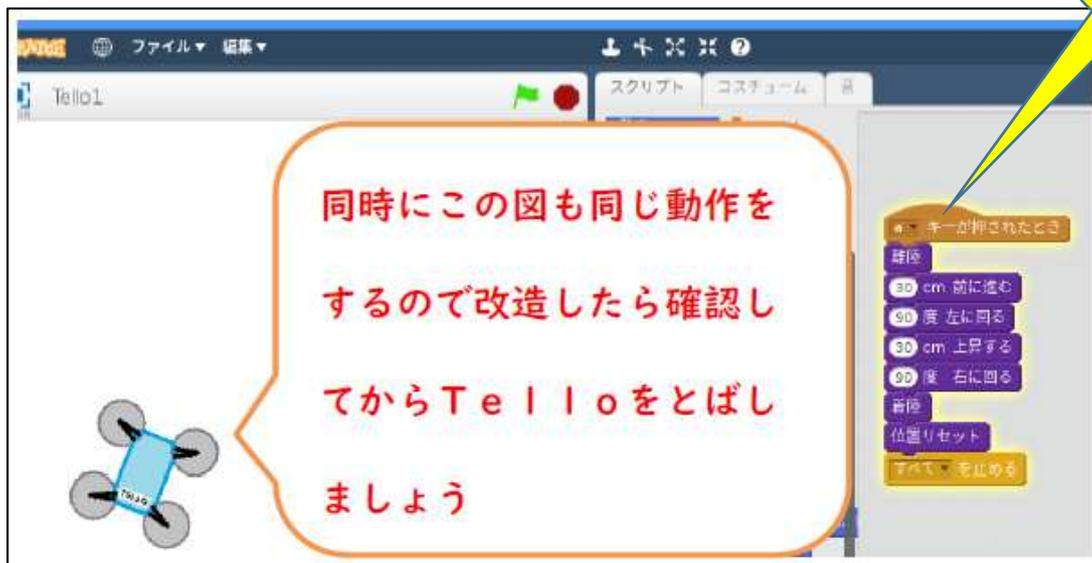 ファイル▼ 編集▼
Tello1
スクリプト
コスチューム
音
同時にこの図も同じ動作を
するので改造したら確認し
てからTelloをとばし
ましょう
a▼ キーが押されたとき
離陸
30 cm 前に進む
90 度 左に回る
30 cm 上昇する
90 度 右に回る
着陸
位置リセット
すべて▼ を止める